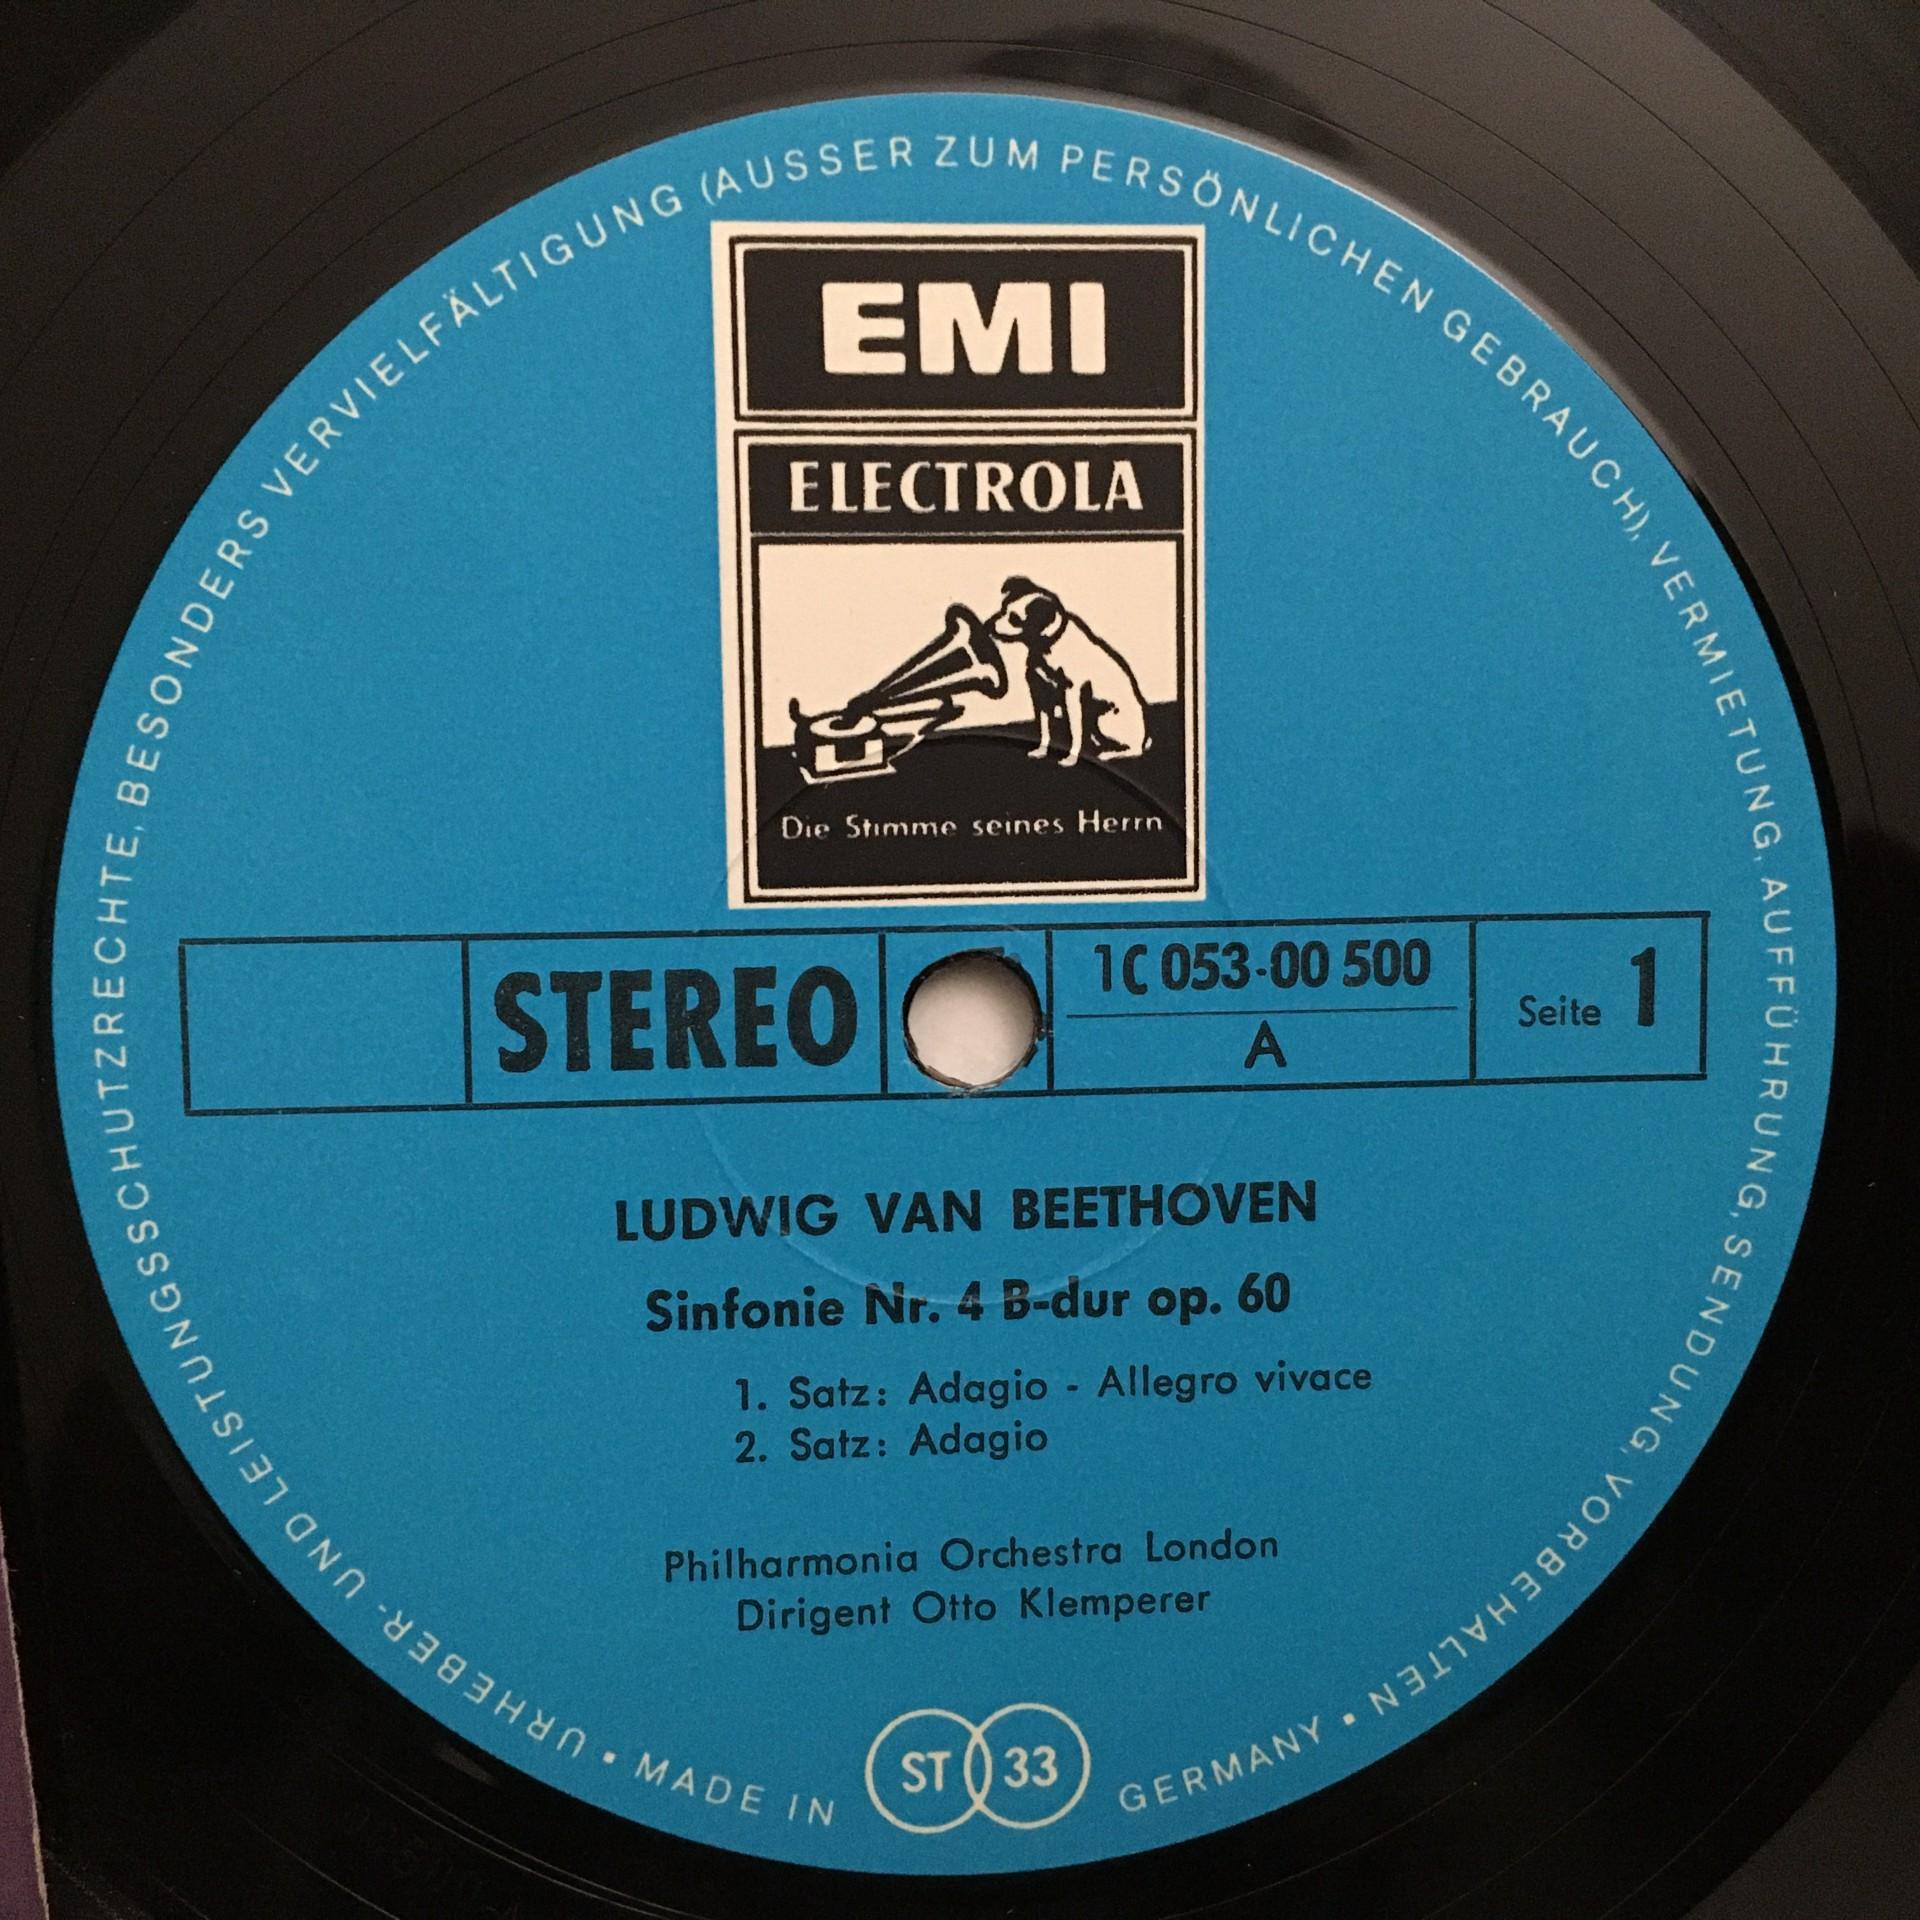 URHEBER- UND LEISTUNGSSCHUTZRECHTE, BESONDERS VERVIELFÄLTIGUNG (AUSSER ZUM PERSÖNLICHEN GEBRAUCH), VERMIETUNG, AUFFÜHRUNG, SENDUNG, VORBEHALTEN •
EMI
ELECTROLA
Die Stimme seines Herrn
STEREO
1C 053-00 500
A
Seite 1
LUDWIG VAN BEETHOVEN
Sinfonie Nr. 4 B-dur op. 60
1. Satz: Adagio - Allegro vivace
2. Satz: Adagio
Philharmonia Orchestra London
Dirigent Otto Klemperer
• MADE IN GERMANY
ST 33